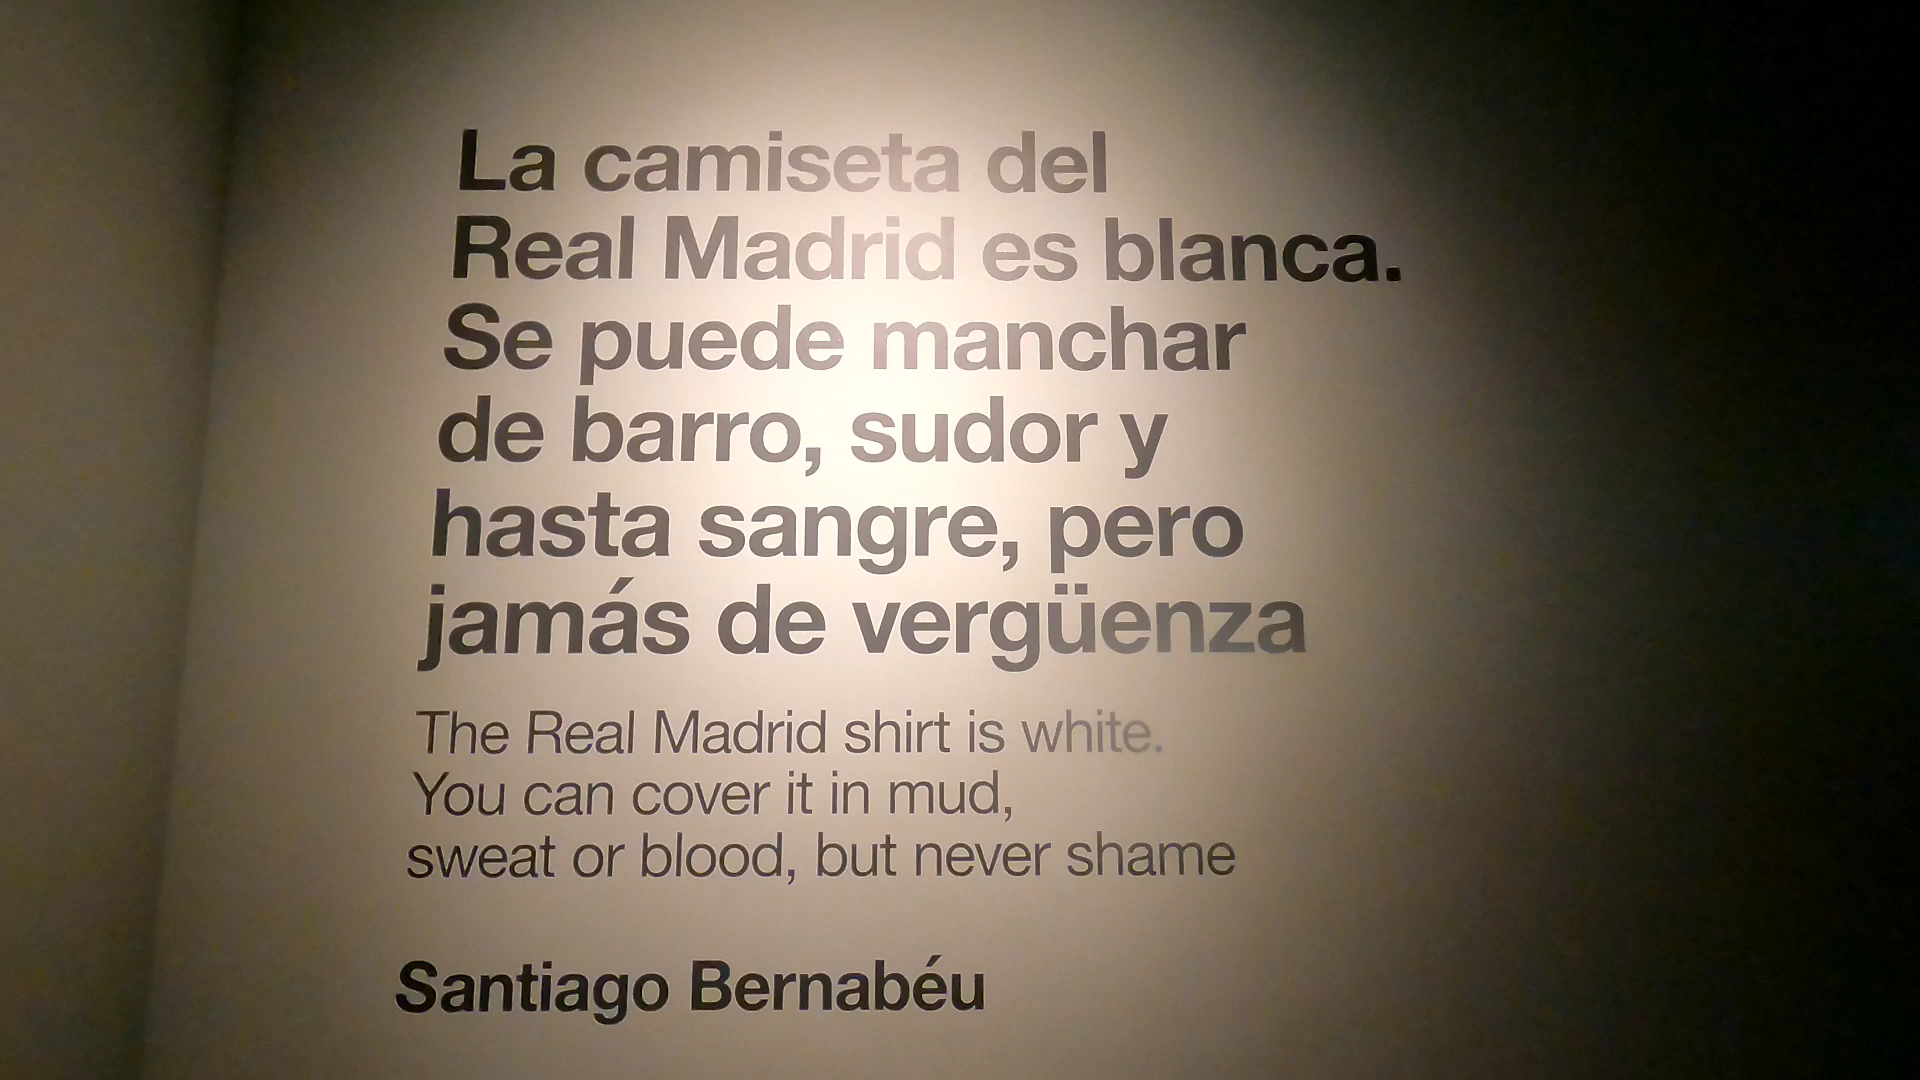 La camiseta del
Real Madrid es blanca.
Se puede manchar
de barro, sudor y
hasta sangre, pero
jamás de vergüenza
The Real Madrid shirt is white.
You can cover it in mud,
sweat or blood, but never shame
Santiago Bernabéu